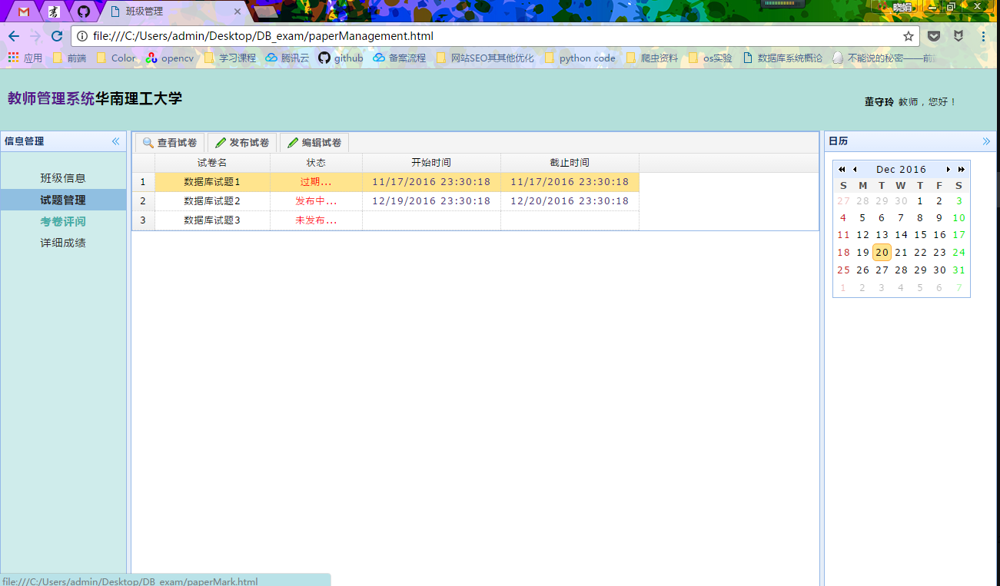 班级管理
晓娟
file:///C:/Users/admin/Desktop/DB_exam/paperManagement.html
应用 前端 Color opencv 学习课程 腾讯云 github 备案流程 网站SEO其其他优化 python code 爬虫资料 os实验 数据库系统概论 不能说的秘密——前
教师管理系统华南理工大学
董守玲 教师，您好！
信息管理
班级信息
试题管理
考卷评阅
详细成绩
查看试卷 发布试卷 编辑试卷
试卷名 状态 开始时间 截止时间
1 数据库试题1 过期... 11/17/2016 23:30:18 11/17/2016 23:30:18
2 数据库试题2 发布中... 12/19/2016 23:30:18 12/20/2016 23:30:18
3 数据库试题3 未发布...
日历
Dec 2016
S M T W T F S
27 28 29 30 1 2 3
4 5 6 7 8 9 10
11 12 13 14 15 16 17
18 19 20 21 22 23 24
25 26 27 28 29 30 31
1 2 3 4 5 6 7
file:///C:/Users/admin/Desktop/DB_exam/paperMark.html